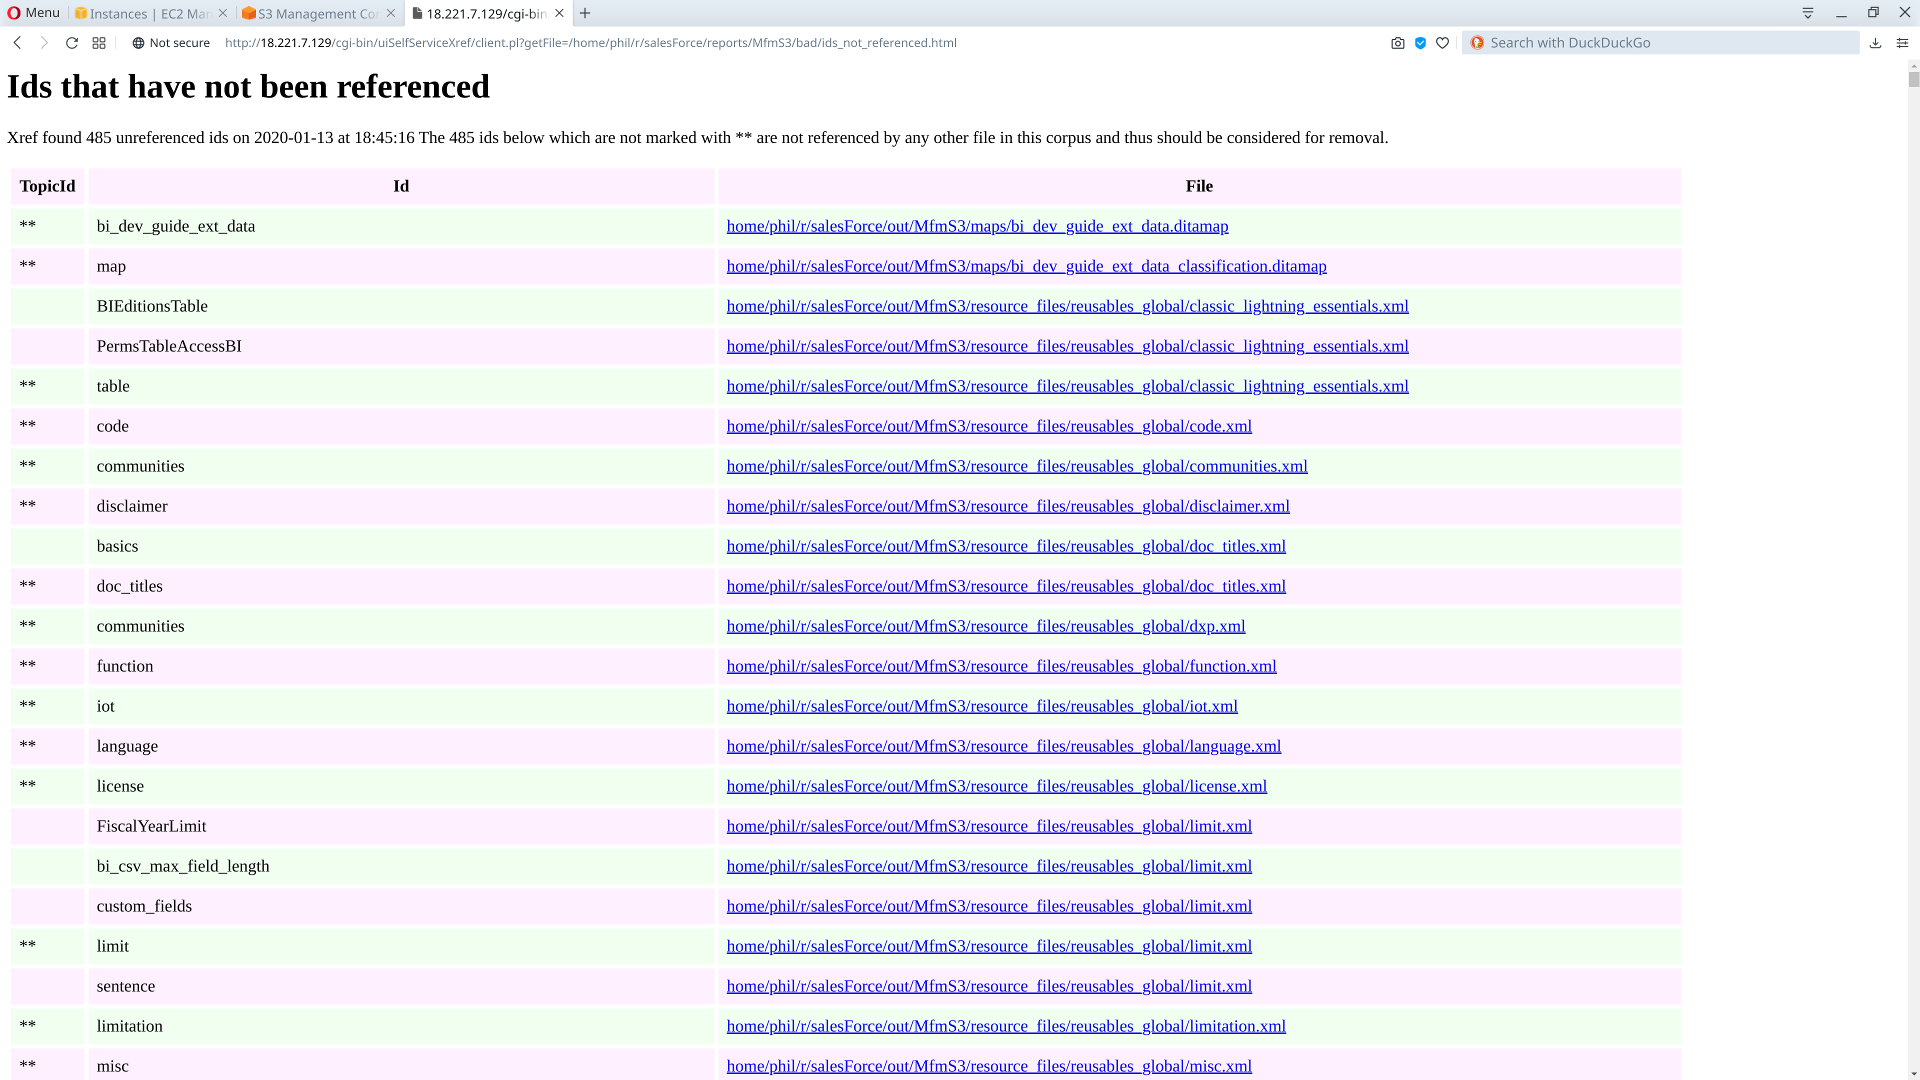 Menu
Instances | EC2 Man
S3 Management Co
18.221.7.129/cgi-bin
Not secure
http://18.221.7.129/cgi-bin/uiSelfServiceXref/client.pl?getFile=/home/phil/r/salesForce/reports/MfmS3/bad/ids_not_referenced.html
Search with DuckDuckGo
Ids that have not been referenced
Xref found 485 unreferenced ids on 2020-01-13 at 18:45:16 The 485 ids below which are not marked with ** are not referenced by any other file in this corpus and thus should be considered for removal.
TopicId Id File
** bi_dev_guide_ext_data home/phil/r/salesForce/out/MfmS3/maps/bi_dev_guide_ext_data.ditamap
** map home/phil/r/salesForce/out/MfmS3/maps/bi_dev_guide_ext_data_classification.ditamap
BIEditionsTable home/phil/r/salesForce/out/MfmS3/resource_files/reusables_global/classic_lightning_essentials.xml
PermsTableAccessBI home/phil/r/salesForce/out/MfmS3/resource_files/reusables_global/classic_lightning_essentials.xml
** table home/phil/r/salesForce/out/MfmS3/resource_files/reusables_global/classic_lightning_essentials.xml
** code home/phil/r/salesForce/out/MfmS3/resource_files/reusables_global/code.xml
** communities home/phil/r/salesForce/out/MfmS3/resource_files/reusables_global/communities.xml
** disclaimer home/phil/r/salesForce/out/MfmS3/resource_files/reusables_global/disclaimer.xml
basics home/phil/r/salesForce/out/MfmS3/resource_files/reusables_global/doc_titles.xml
** doc_titles home/phil/r/salesForce/out/MfmS3/resource_files/reusables_global/doc_titles.xml
** communities home/phil/r/salesForce/out/MfmS3/resource_files/reusables_global/dxp.xml
** function home/phil/r/salesForce/out/MfmS3/resource_files/reusables_global/function.xml
** iot home/phil/r/salesForce/out/MfmS3/resource_files/reusables_global/iot.xml
** language home/phil/r/salesForce/out/MfmS3/resource_files/reusables_global/language.xml
** license home/phil/r/salesForce/out/MfmS3/resource_files/reusables_global/license.xml
FiscalYearLimit home/phil/r/salesForce/out/MfmS3/resource_files/reusables_global/limit.xml
bi_csv_max_field_length home/phil/r/salesForce/out/MfmS3/resource_files/reusables_global/limit.xml
custom_fields home/phil/r/salesForce/out/MfmS3/resource_files/reusables_global/limit.xml
** limit home/phil/r/salesForce/out/MfmS3/resource_files/reusables_global/limit.xml
sentence home/phil/r/salesForce/out/MfmS3/resource_files/reusables_global/limit.xml
** limitation home/phil/r/salesForce/out/MfmS3/resource_files/reusables_global/limitation.xml
** misc home/phil/r/salesForce/out/MfmS3/resource_files/reusables_global/misc.xml